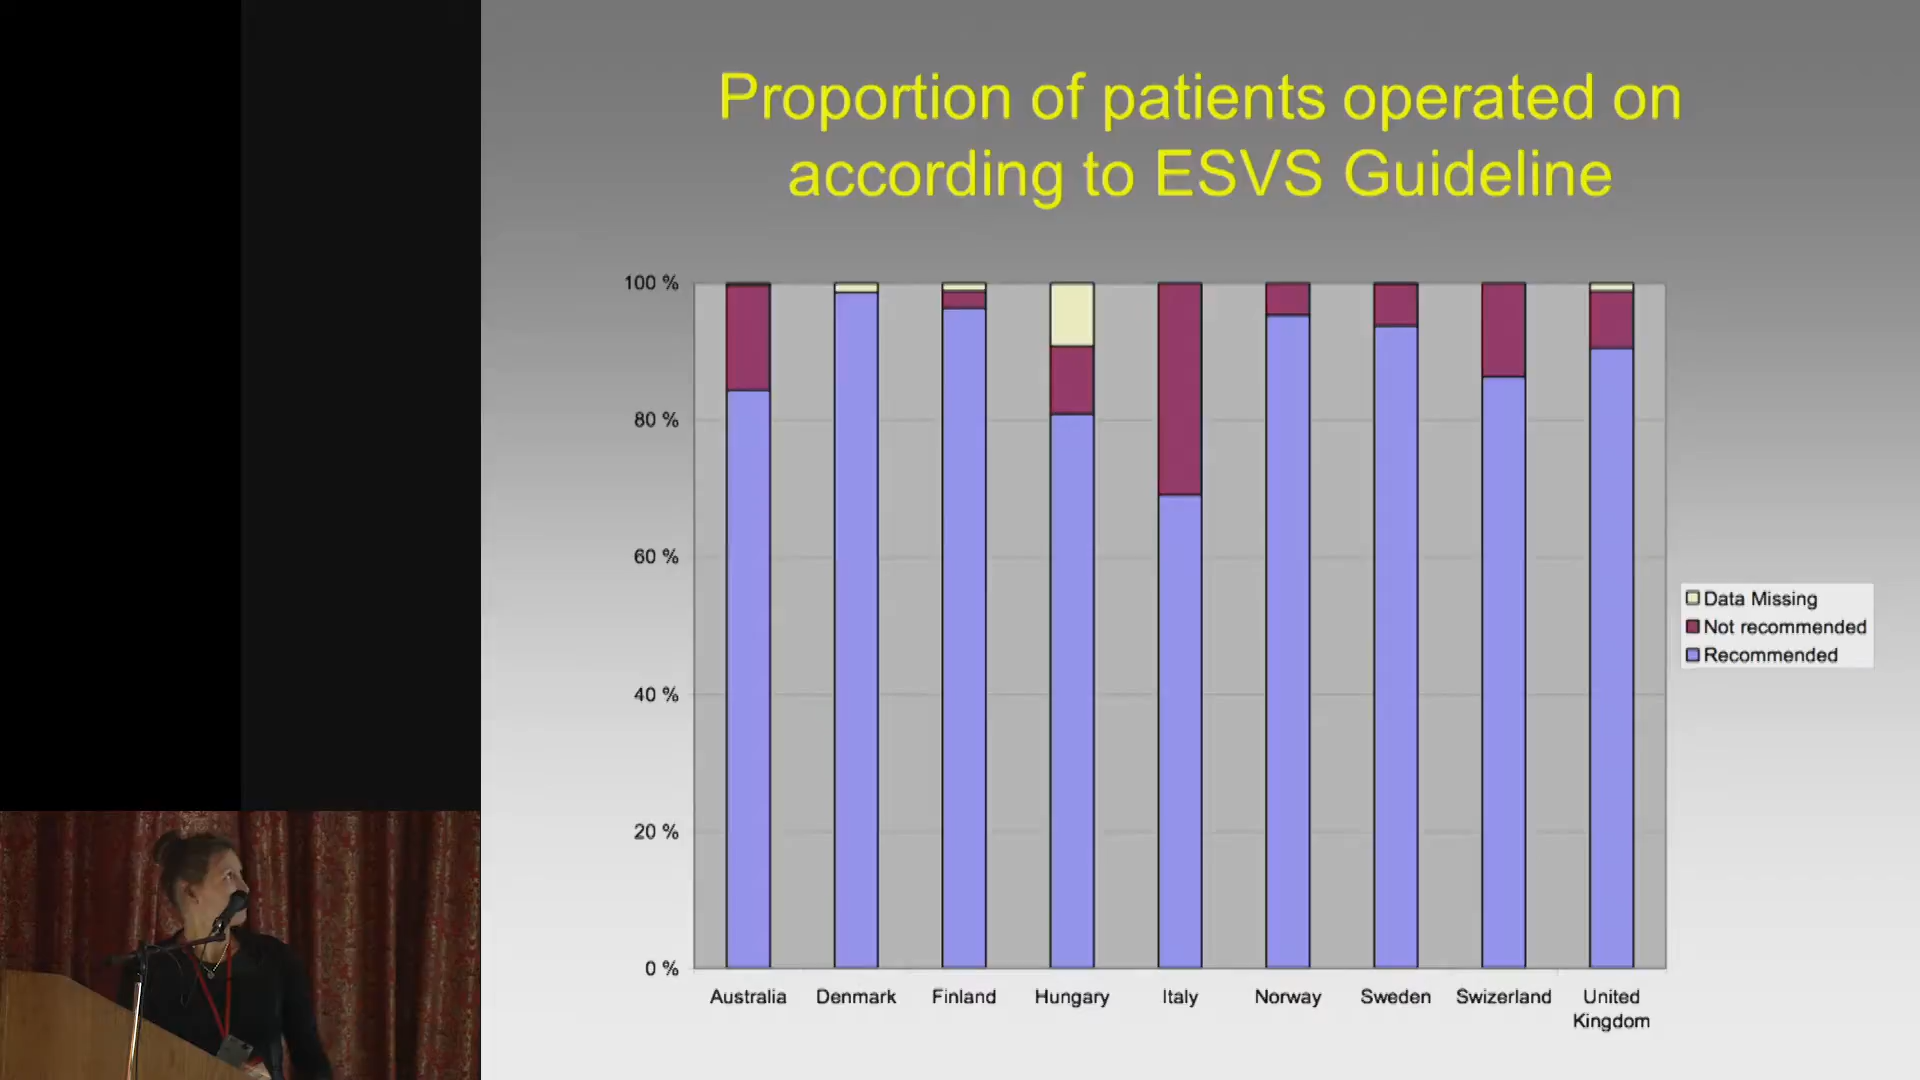 Proportion of patients operated on
according to ESVS Guideline
100 %
80 %
60 %
40 %
20 %
0 %
Australia
Denmark
Finland
Hungary
Italy
Norway
Sweden
Swizerland
United
Kingdom
Data Missing
Not recommended
Recommended